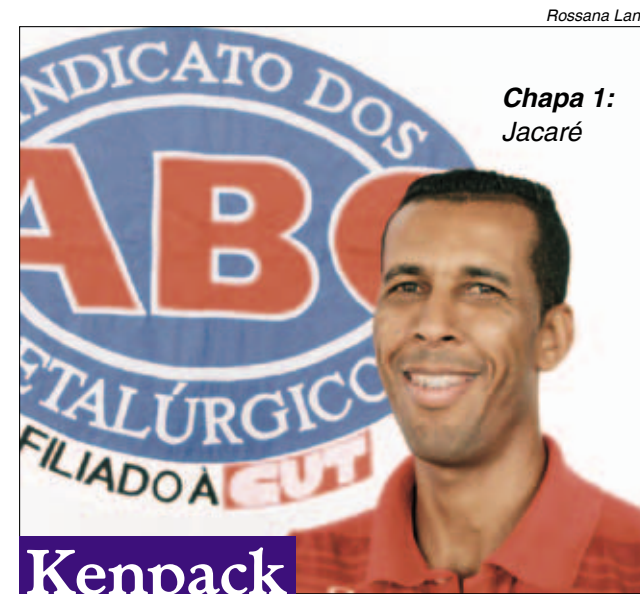 Rossana Lan
Chapa 1:
Jacaré
NDICATO DOS
ABC
ETALÚRGICO
FILIADO À CUT
Kenpack